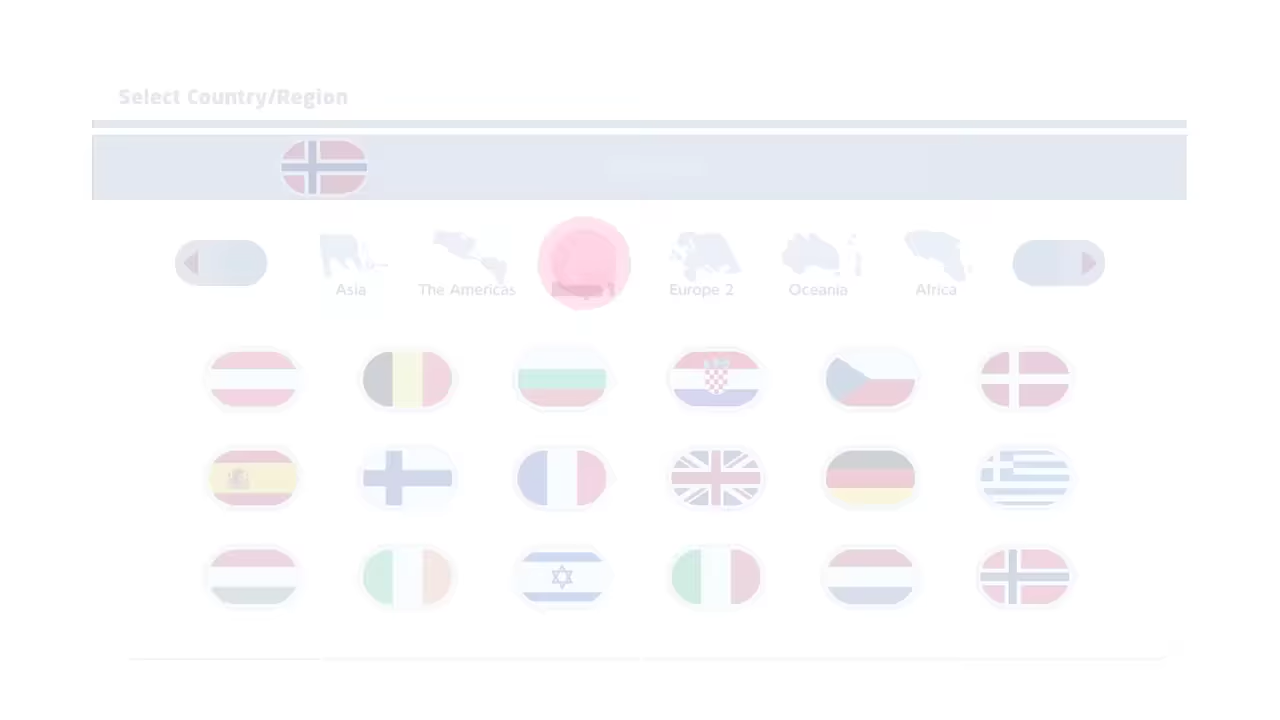 Select Country/Region
Asia
The Americas
Europe 2
Oceania
Africa